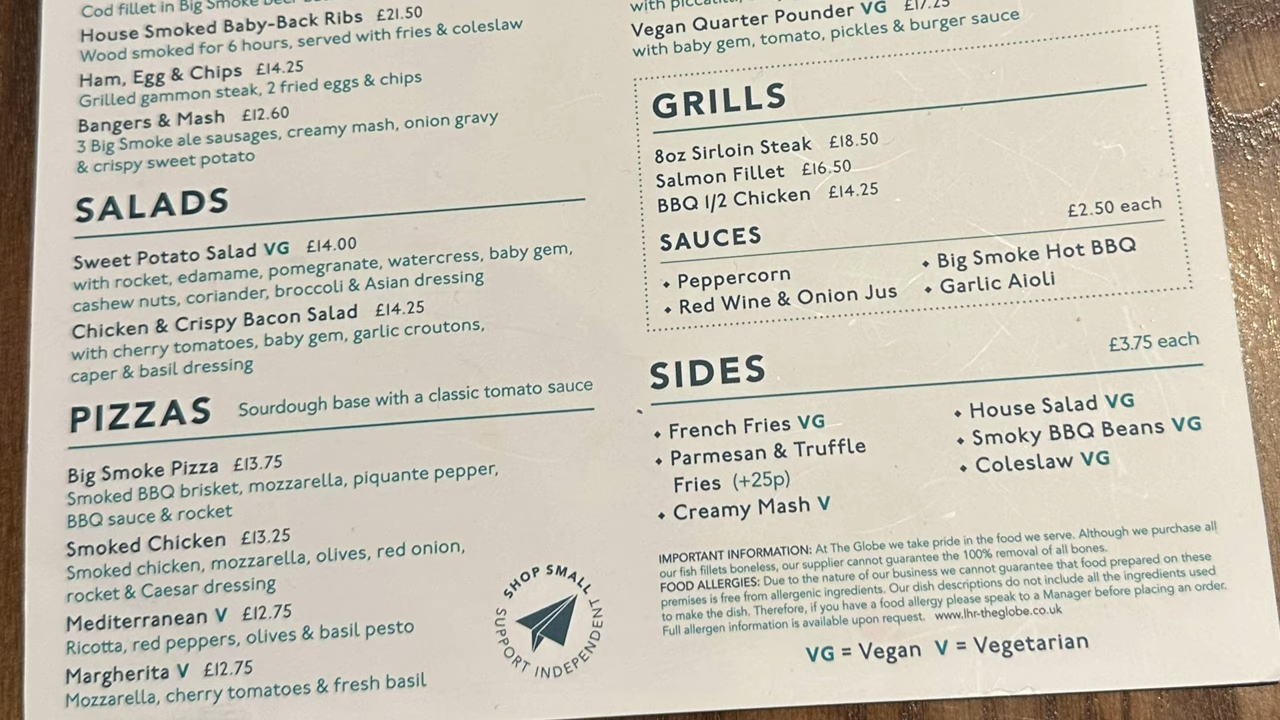 Cod fillet in Big Smoke
House Smoked Baby-Back Ribs £21.50
Wood smoked for 6 hours, served with fries & coleslaw
Ham, Egg & Chips £14.25
Grilled gammon steak, 2 fried eggs & chips
Bangers & Mash £12.60
3 Big Smoke ale sausages, creamy mash, onion gravy
& crispy sweet potato
SALADS
Sweet Potato Salad VG £14.00
with rocket, edamame, pomegranate, watercress, baby gem,
cashew nuts, coriander, broccoli & Asian dressing
Chicken & Crispy Bacon Salad £14.25
with cherry tomatoes, baby gem, garlic croutons,
caper & basil dressing
PIZZAS Sourdough base with a classic tomato sauce
Big Smoke Pizza £13.75
Smoked BBQ brisket, mozzarella, piquante pepper,
BBQ sauce & rocket
Smoked Chicken £13.25
Smoked chicken, mozzarella, olives, red onion,
rocket & Caesar dressing
Mediterranean V £12.75
Ricotta, red peppers, olives & basil pesto
Margherita V £12.75
Mozzarella, cherry tomatoes & fresh basil
SHOP SMALL
SUPPORT INDEPENDENT
with
Vegan Quarter Pounder VG £17.25
with baby gem, tomato, pickles & burger sauce
GRILLS
8oz Sirloin Steak £18.50
Salmon Fillet £16.50
BBQ 1/2 Chicken £14.25
SAUCES £2.50 each
• Peppercorn
• Red Wine & Onion Jus
• Big Smoke Hot BBQ
• Garlic Aioli
SIDES £3.75 each
• French Fries VG
• Parmesan & Truffle
Fries (+25p)
• Creamy Mash V
• House Salad VG
• Smoky BBQ Beans VG
• Coleslaw VG
IMPORTANT INFORMATION: At The Globe we take pride in the food we serve. Although we purchase all
our fish fillets boneless, our supplier cannot guarantee the 100% removal of all bones.
FOOD ALLERGIES: Due to the nature of our business we cannot guarantee that food prepared on these
premises is free from allergenic ingredients. Our dish descriptions do not include all the ingredients used
to make the dish. Therefore, if you have a food allergy please speak to a Manager before placing an order.
Full allergen information is available upon request. www.lhr-theglobe.co.uk
VG = Vegan V = Vegetarian